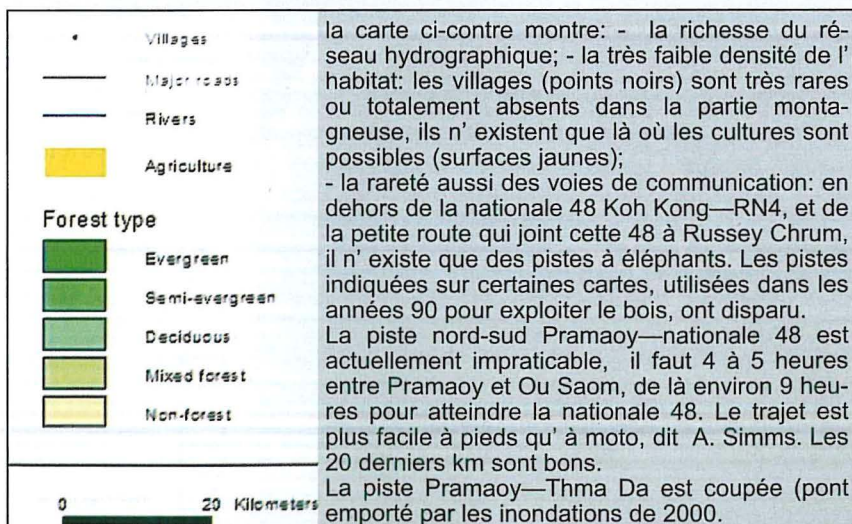 Villages
Major roads
Rivers
Agriculture
Forest type
Evergreen
Semi-evergreen
Deciduous
Mixed forest
Non-forest
0 20 Kilometers
la carte ci-contre montre: - la richesse du ré-
seau hydrographique; - la très faible densité de l'
habitat: les villages (points noirs) sont très rares
ou totalement absents dans la partie monta-
gneuse, ils n' existent que là où les cultures sont
possibles (surfaces jaunes);
- la rareté aussi des voies de communication: en
dehors de la nationale 48 Koh Kong—RN4, et de
la petite route qui joint cette 48 à Russey Chrum,
il n' existe que des pistes à éléphants. Les pistes
indiquées sur certaines cartes, utilisées dans les
années 90 pour exploiter le bois, ont disparu.
La piste nord-sud Pramaoy—nationale 48 est
actuellement impraticable, il faut 4 à 5 heures
entre Pramaoy et Ou Saom, de là environ 9 heu-
res pour atteindre la nationale 48. Le trajet est
plus facile à pieds qu' à moto, dit A. Simms. Les
20 derniers km sont bons.
La piste Pramaoy—Thma Da est coupée (pont
emporté par les inondations de 2000.